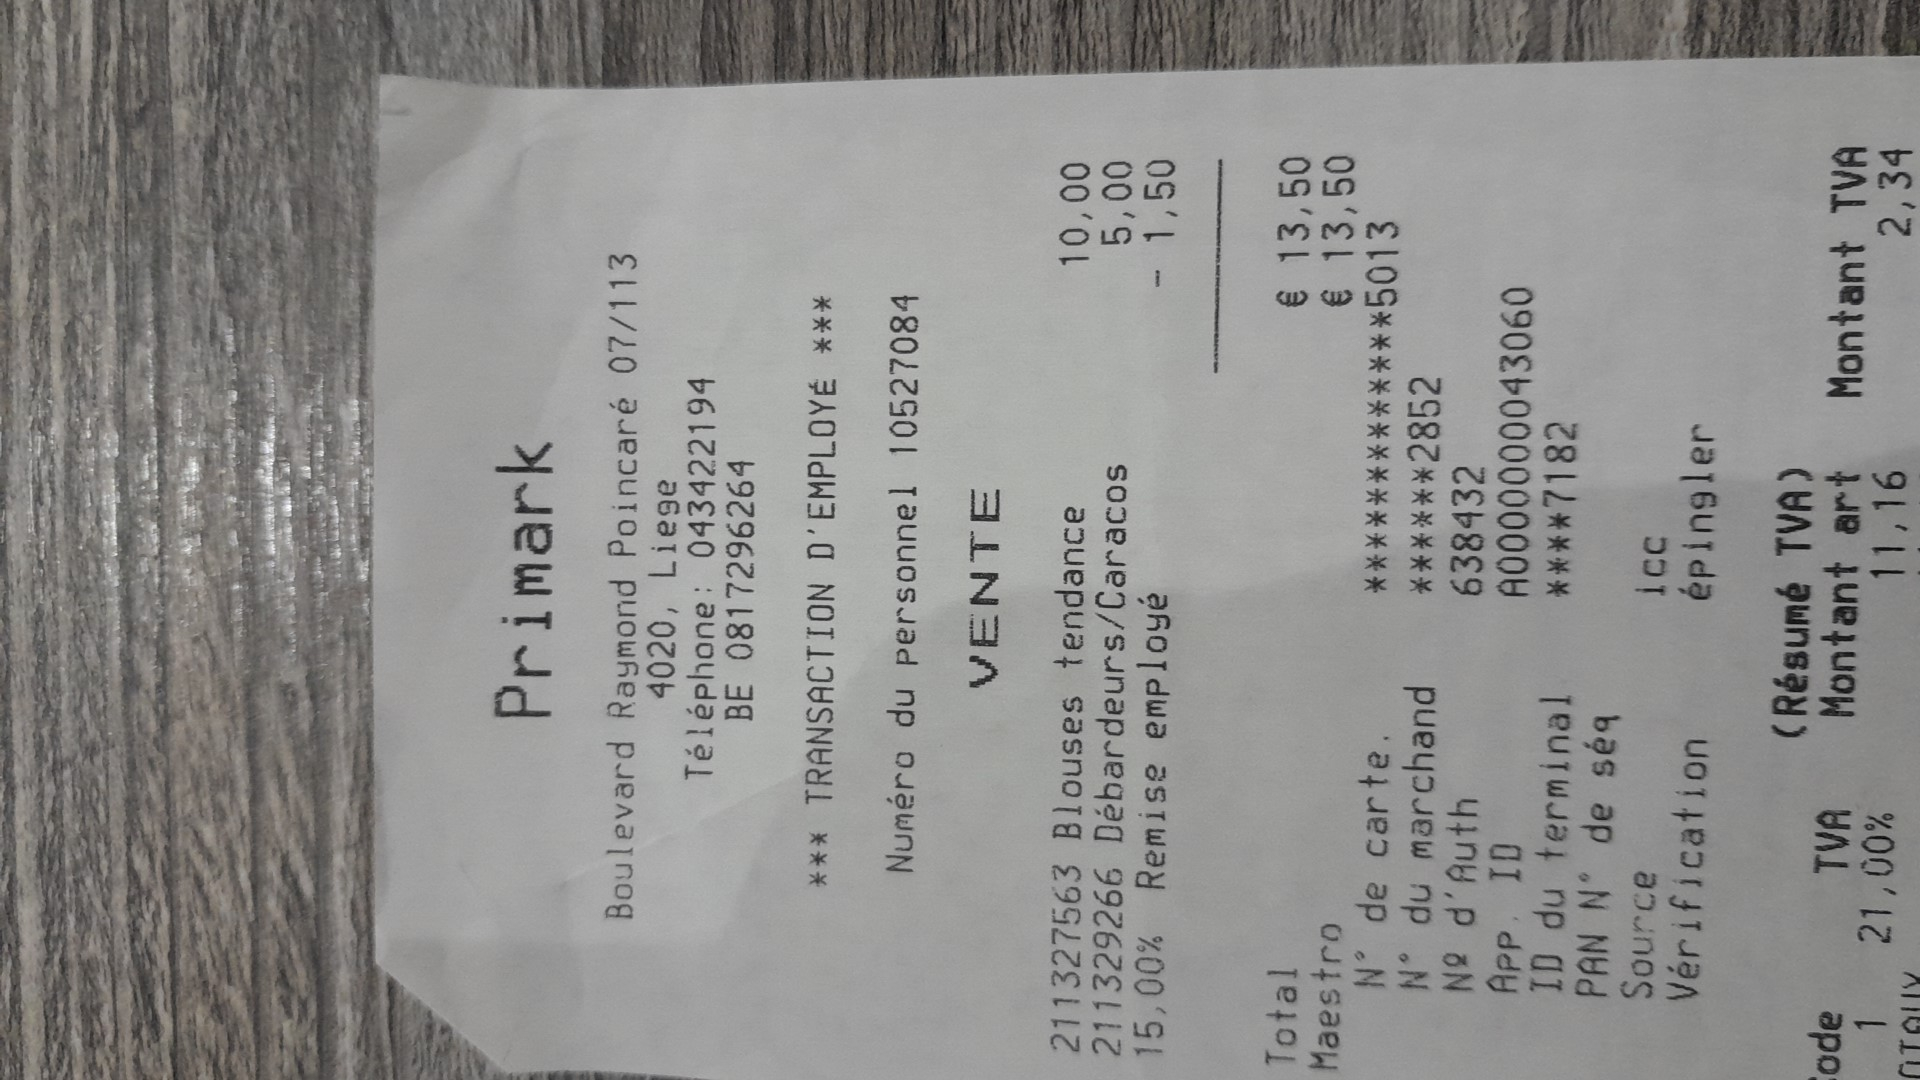 Primark
Boulevard Raymond Poincaré 07/113
4020, Liege
Téléphone: 043422194
BE 0817296264
*** TRANSACTION D'EMPLOYÉ ***
Numéro du personnel 10527084
VENTE
211327563 Blouses tendance 10,00
211329266 Débardeurs/Caracos 5,00
15,00% Remise employé - 1,50
Total € 13,50
Maestro € 13,50
N° de carte. ***************5013
N° du marchand ******2852
Nº d'Auth 638432
App. ID A0000000043060
ID du terminal ****7182
PAN N° de séq
Source icc
Vérification épingler
(Résumé TVA)
Code TVA Montant art Montant TVA
1 21,00% 11,16 2,34